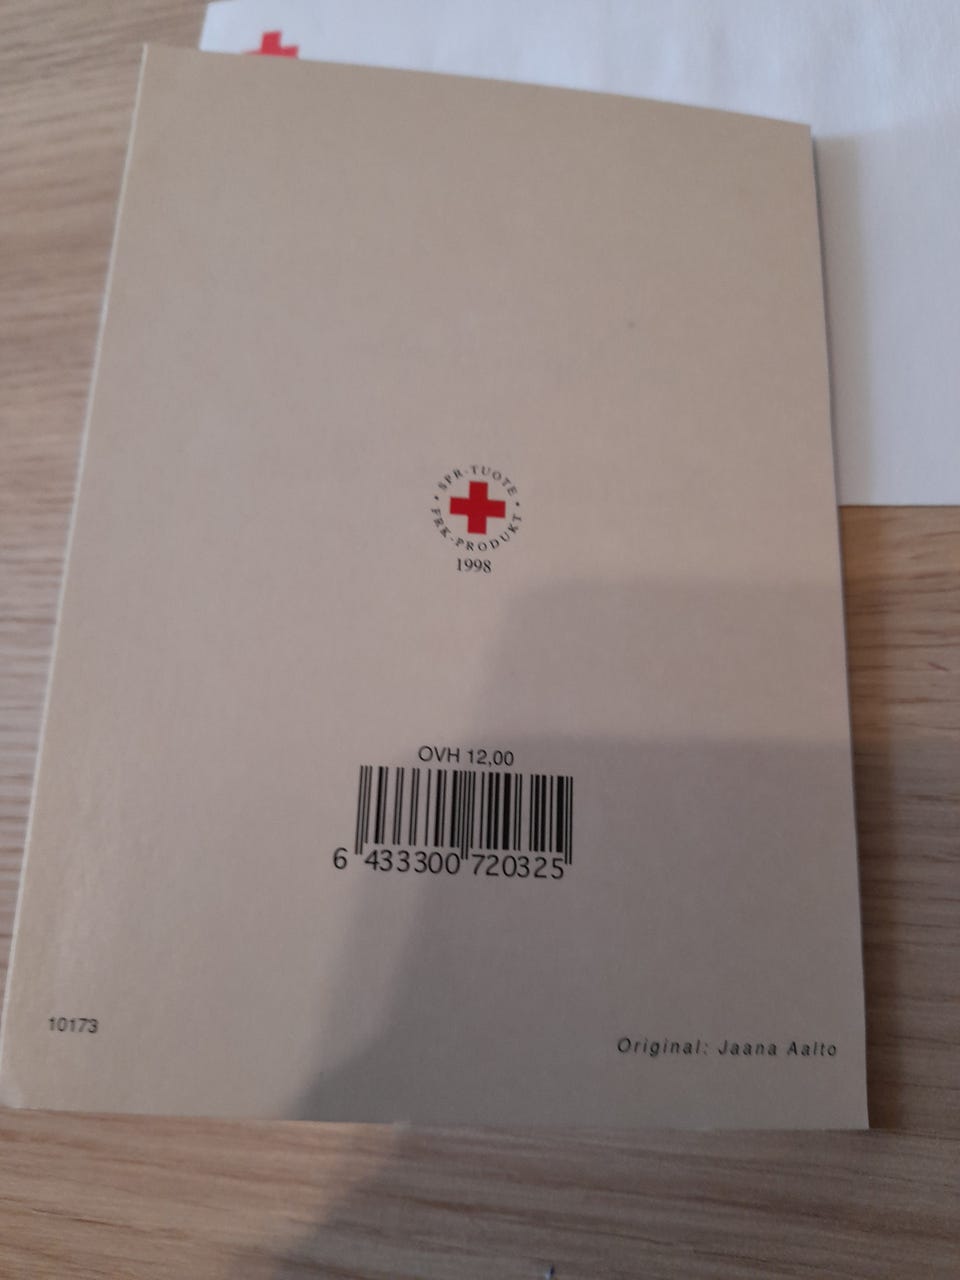 • SPR-TUOTE •
FRK-PRODUKT
1998
OVH 12,00
6 433300 720325
10173
Original: Jaana Aalto